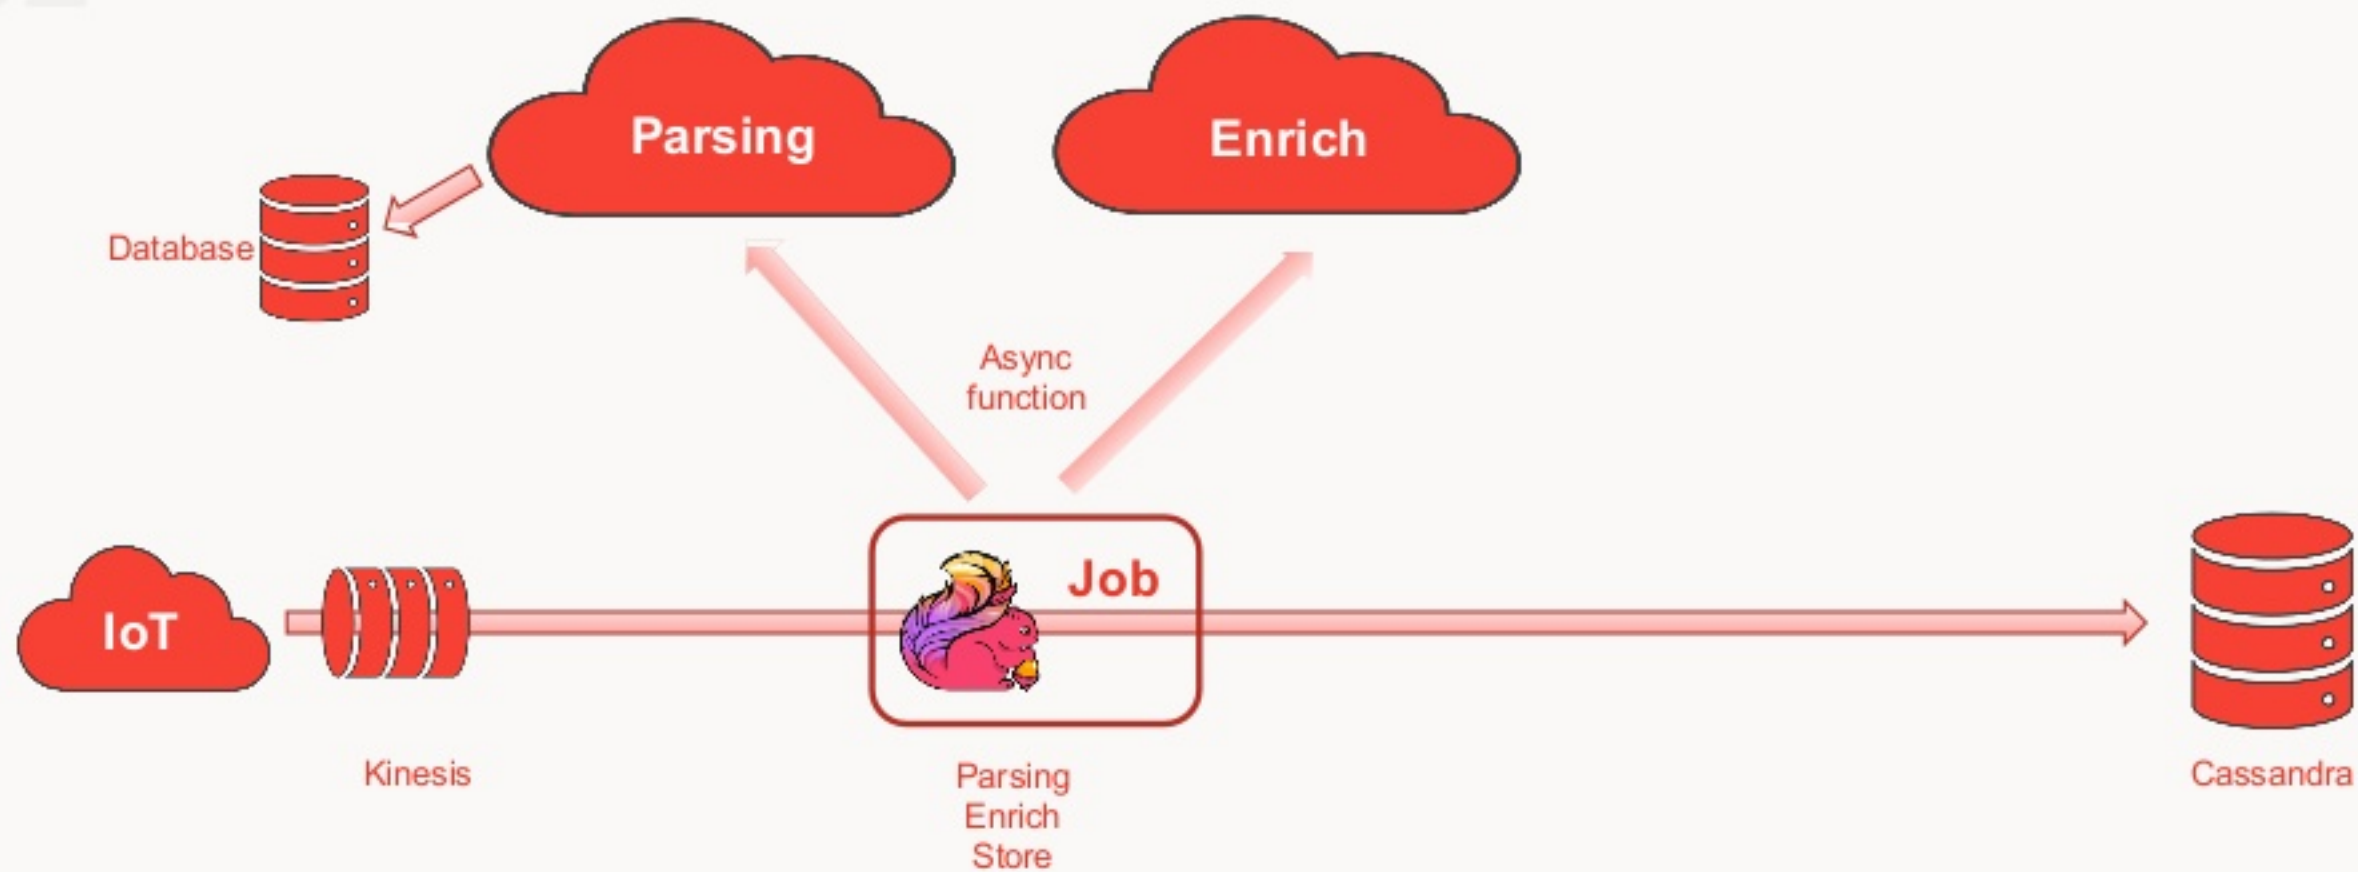 Parsing
Enrich
Database
Async
function
IoT
Job
Kinesis
Parsing
Enrich
Store
Cassandra